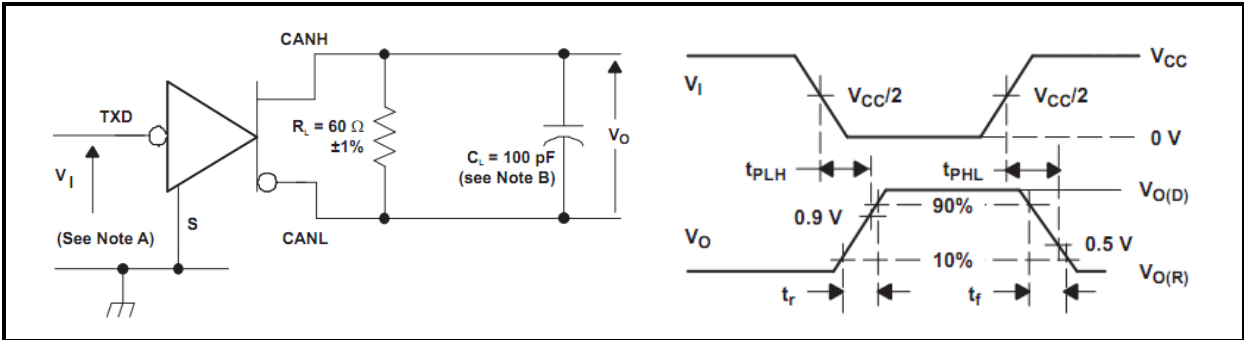 CANH
TXD
R_L = 60 Ω
±1%
C_L = 100 pF
(see Note B)
V_O
V_I
S
(See Note A)
CANL
V_I
V_CC
V_CC/2
V_CC/2
0 V
t_PLH
t_PHL
V_O(D)
90%
0.9 V
V_O
0.5 V
10%
V_O(R)
t_r
t_f